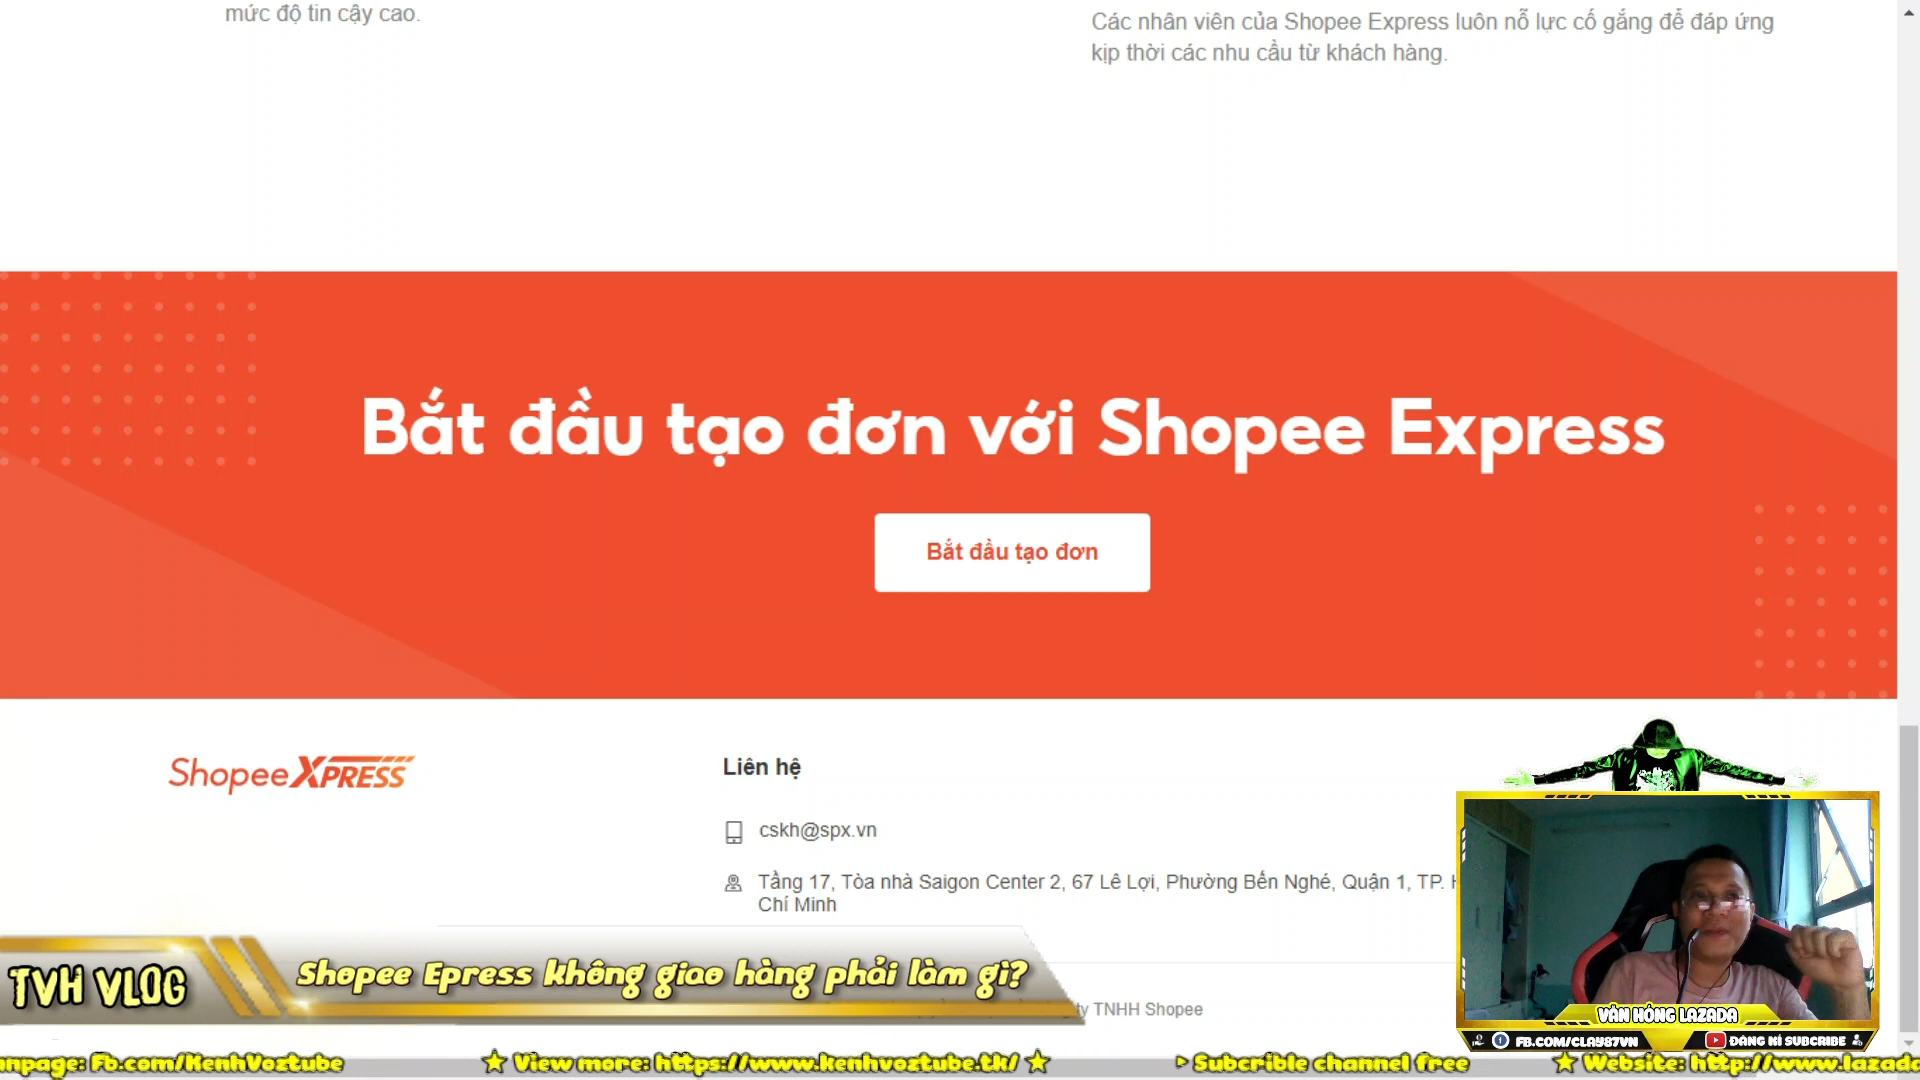 mức độ tin cậy cao.
Các nhân viên của Shopee Express luôn nỗ lực cố gắng để đáp ứng
kịp thời các nhu cầu từ khách hàng.
Bắt đầu tạo đơn với Shopee Express
Bắt đầu tạo đơn
ShopeeXPRESS
Liên hệ
cskh@spx.vn
Tầng 17, Tòa nhà Saigon Center 2, 67 Lê Lợi, Phường Bến Nghé, Quận 1, TP.
Chí Minh
TVH VLOG
Shopee Epress không giao hàng phải làm gì?
TNHH Shopee
VĂN HÓNG LAZADA
FB.COM/CLAY87VN
ĐĂNG KÍ SUBCRIBE
anpage: Fb.com/KenhVoztube ★ View more: https://www.kenhvoztube.tk/ ★ ► Subcrible channel free ★ Website: http://www.lazada